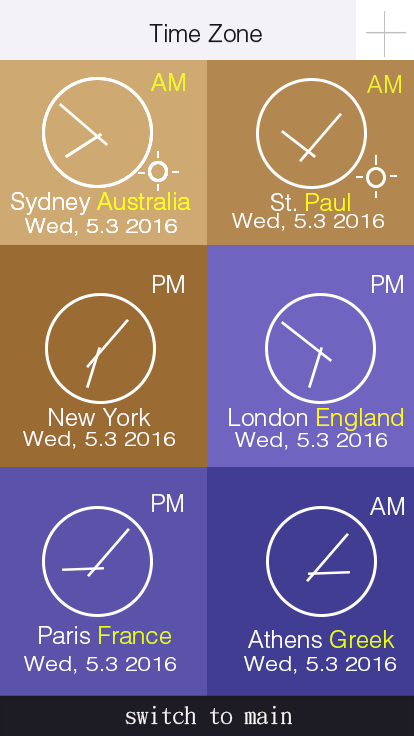 Time Zone
AM
Sydney Australia
Wed, 5.3 2016
AM
St. Paul
Wed, 5.3 2016
PM
New York
Wed, 5.3 2016
PM
London England
Wed, 5.3 2016
PM
Paris France
Wed, 5.3 2016
AM
Athens Greek
Wed, 5.3 2016
switch to main